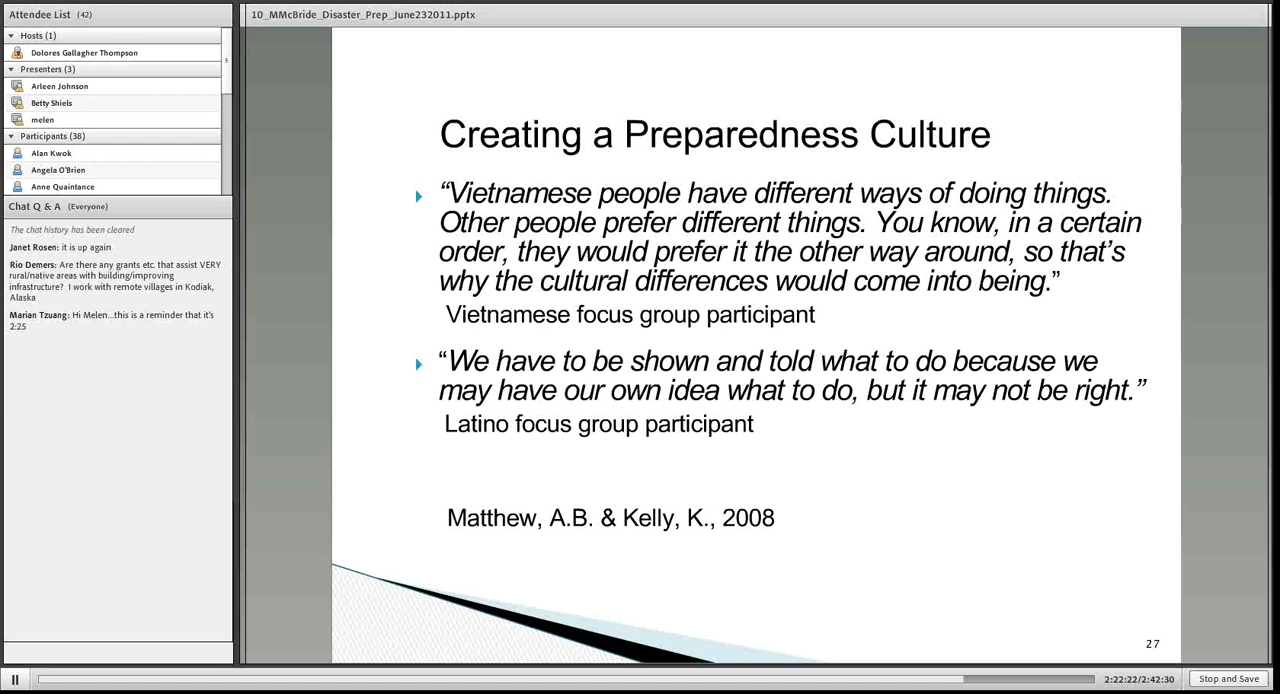 Attendee List (42)
Hosts (1)
Dolores Gallagher Thompson
Presenters (3)
Arleen Johnson
Betty Shiels
melen
Participants (38)
Alan Kwok
Angela O'Brien
Anne Quaintance
Chat Q & A (Everyone)
The chat history has been cleared
Janet Rosen: it is up again
Rio Demers: Are there any grants etc. that assist VERY
rural/native areas with building/improving
infrastructure? I work with remote villages in Kodiak,
Alaska
Marian Tzuang: Hi Melen...this is a reminder that it's
2:25
10_MMcBride_Disaster_Prep_June232011.pptx
Creating a Preparedness Culture
“Vietnamese people have different ways of doing things.
Other people prefer different things. You know, in a certain
order, they would prefer it the other way around, so that’s
why the cultural differences would come into being.”
Vietnamese focus group participant
“We have to be shown and told what to do because we
may have our own idea what to do, but it may not be right.”
Latino focus group participant
Matthew, A.B. & Kelly, K., 2008
27
2:22:22/2:42:30
Stop and Save